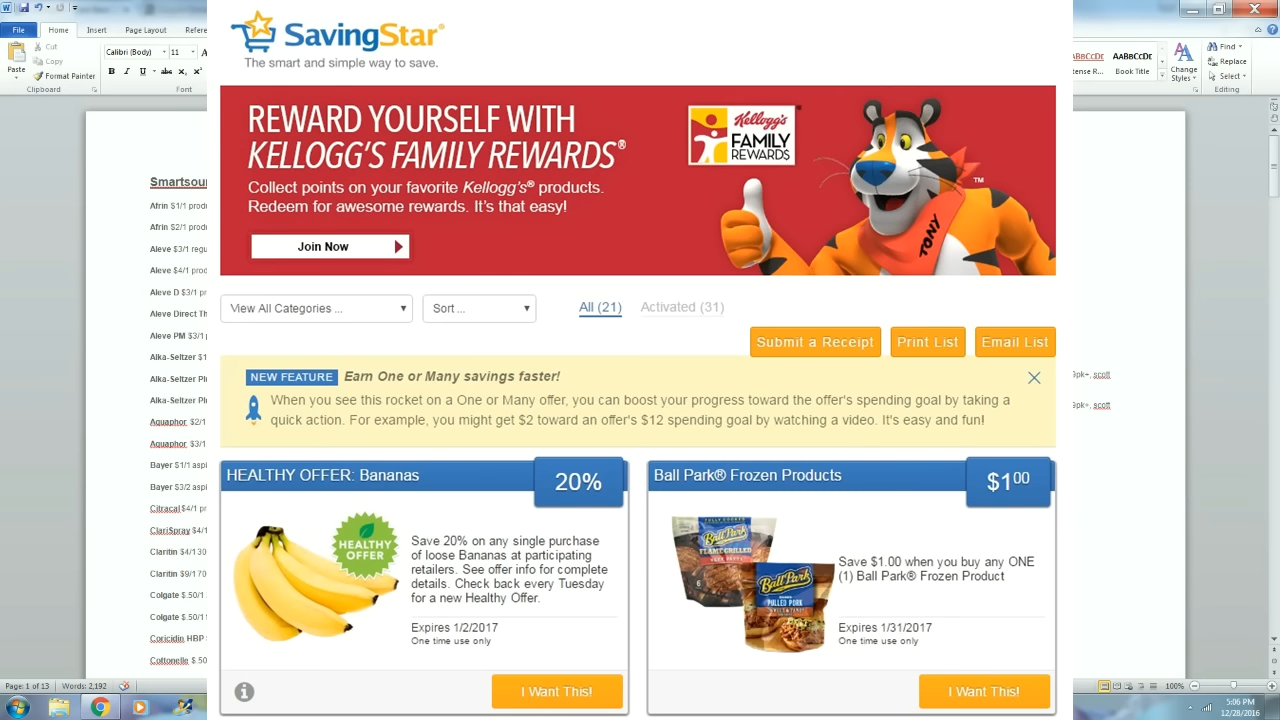 SavingStar®
The smart and simple way to save.
Cut
Copy
Paste
Format Painter
Clipboard
Calibri (Body)
11
B I U
AaBbCcDc
AaBbCcDc
Book Title
Change
Styles
Find
Replace
Select
Editing
REWARD YOURSELF WITH
KELLOGG'S FAMILY REWARDS®
Collect points on your favorite Kellogg's® products.
Redeem for awesome rewards. It's that easy!
Join Now
Kellogg's
FAMILY
REWARDS
TONY
TM
View All Categories ...
Sort ...
All (21)
Activated (31)
Submit a Receipt
Print List
Email List
NEW FEATURE Earn One or Many savings faster!
When you see this rocket on a One or Many offer, you can boost your progress toward the offer's spending goal by taking a
quick action. For example, you might get $2 toward an offer's $12 spending goal by watching a video. It's easy and fun!
HEALTHY OFFER: Bananas
20%
HEALTHY
OFFER
Save 20% on any single purchase
of loose Bananas at participating
retailers. See offer info for complete
details. Check back every Tuesday
for a new Healthy Offer.
Expires 1/2/2017
One time use only
I Want This!
Ball Park® Frozen Products
$1.00
FULLY COOKED
Ball Park
FLAME GRILLED
Ball Park
PULLED PORK
Save $1.00 when you buy any ONE
(1) Ball Park® Frozen Product
Expires 1/31/2017
One time use only
I Want This!
Afrin $1/1
Afrin $2/1
Aleve $3/1
Aleve $4/1
Aleve D $3/1
Aleve Direct
Aleve PM $3/1
Alka-Seltzer
Alka-Seltzer
Alka-Seltzer
Aquaphor $2/1
Aquaphor $3/1
Bayer $1/1
Bayer $3/2
Citracal $4/1
ClariSpray $4/1
Claritin $4/1
Claritin $9/1
Colgate $.50/1
Colgate $.50/1
Coricidin HBP
Cottonelle $.50
scott
scott
Page: 1 of 13
Words: 2,192
100%
5:06 PM
12/28/2016